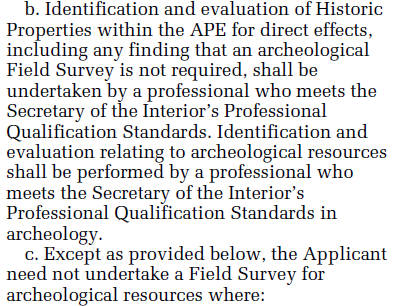 b. Identification and evaluation of Historic
Properties within the APE for direct effects,
including any finding that an archeological
Field Survey is not required, shall be
undertaken by a professional who meets the
Secretary of the Interior's Professional
Qualification Standards. Identification and
evaluation relating to archeological resources
shall be performed by a professional who
meets the Secretary of the Interior's
Professional Qualification Standards in
archeology.
c. Except as provided below, the Applicant
need not undertake a Field Survey for
archeological resources where: